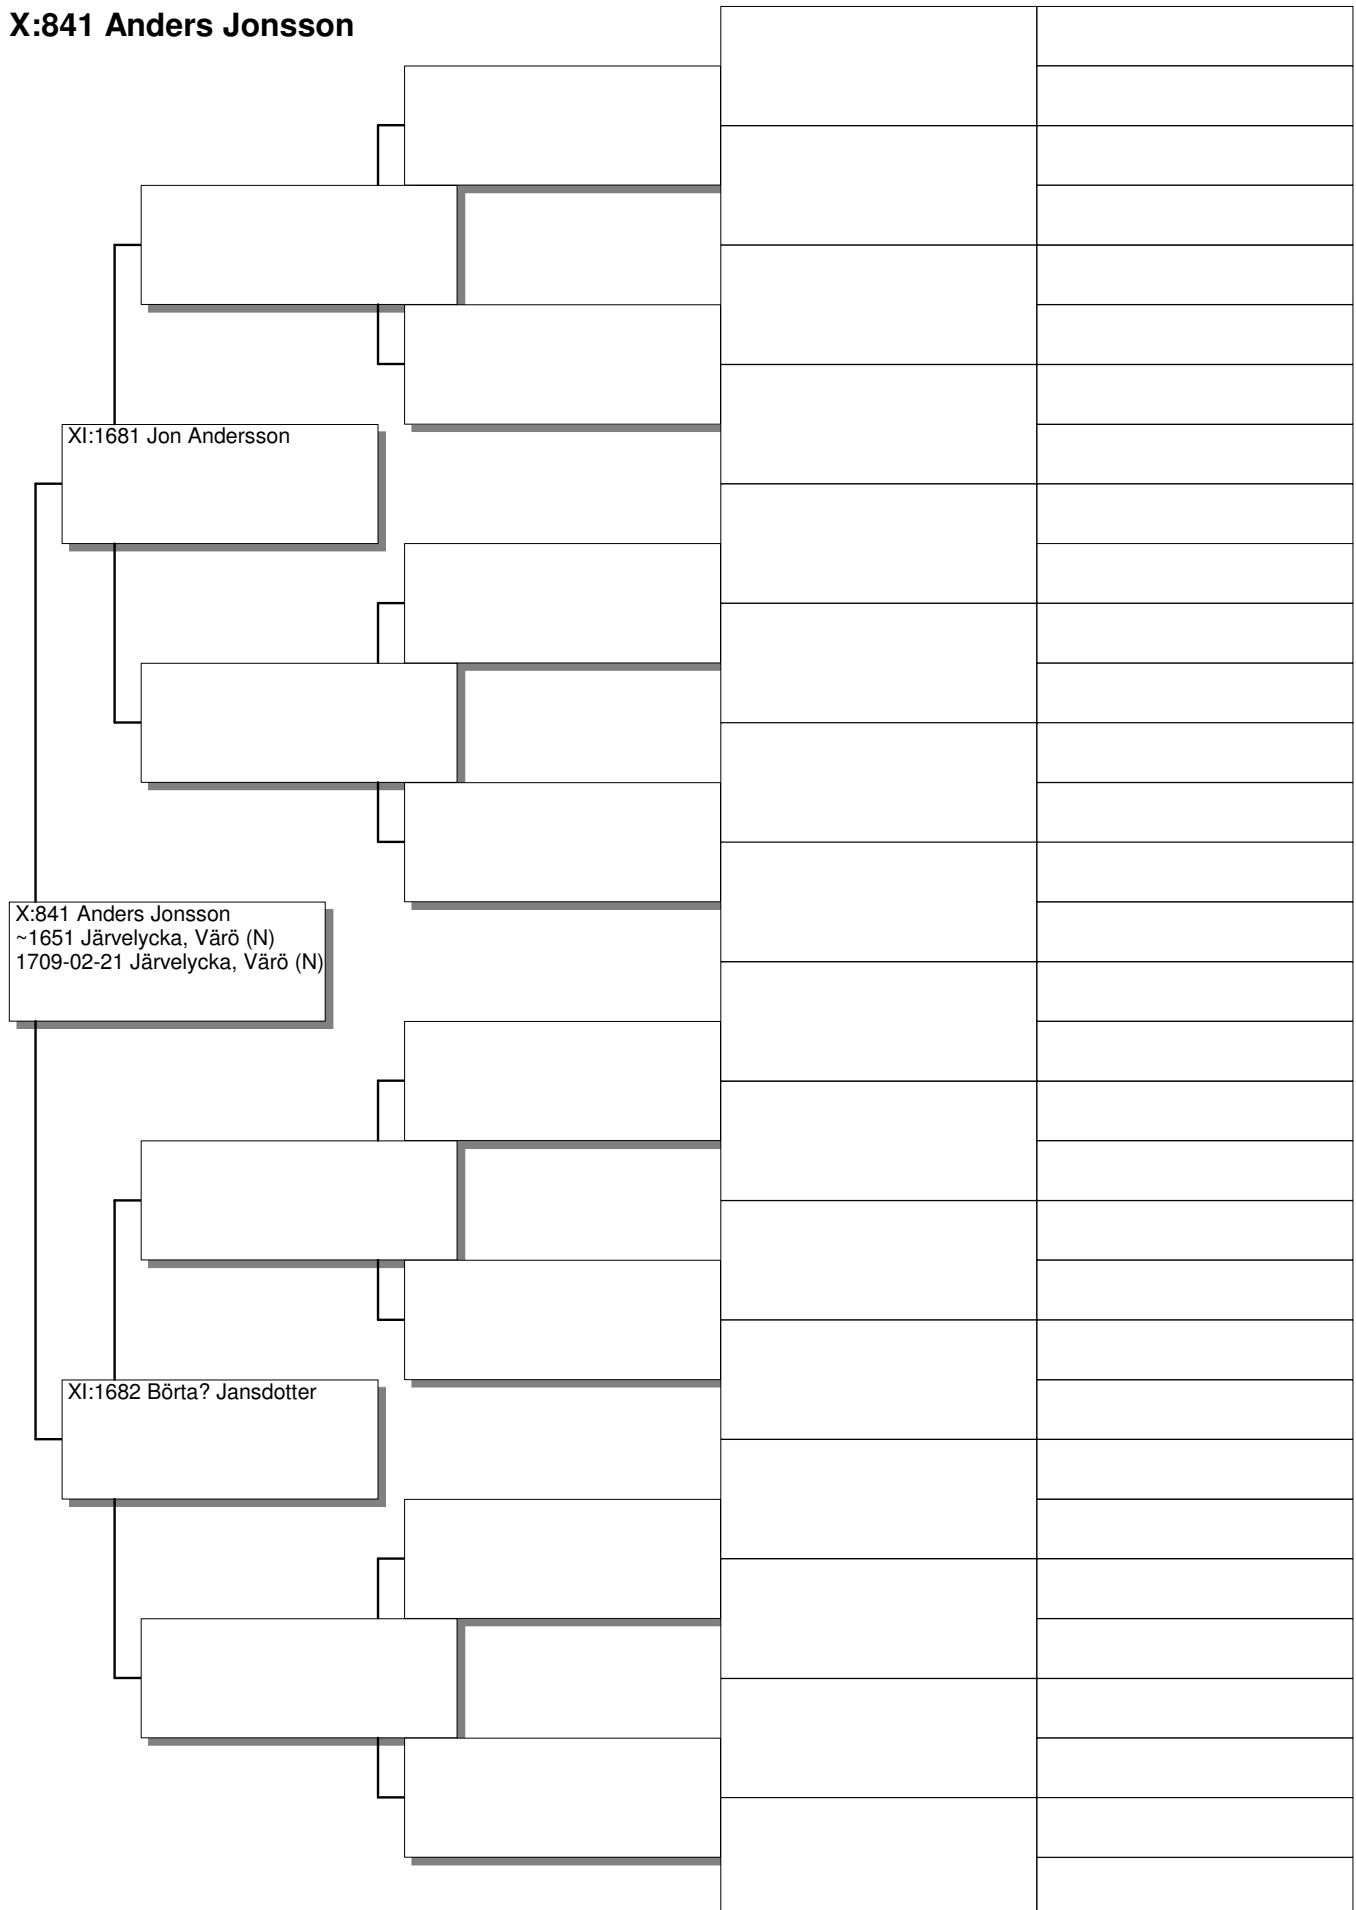 X:841 Anders Jonsson
XI:1681 Jon Andersson
X:841 Anders Jonsson
~1651 Järvelycka, Värö (N)
1709-02-21 Järvelycka, Värö (N)
XI:1682 Börta? Jansdotter